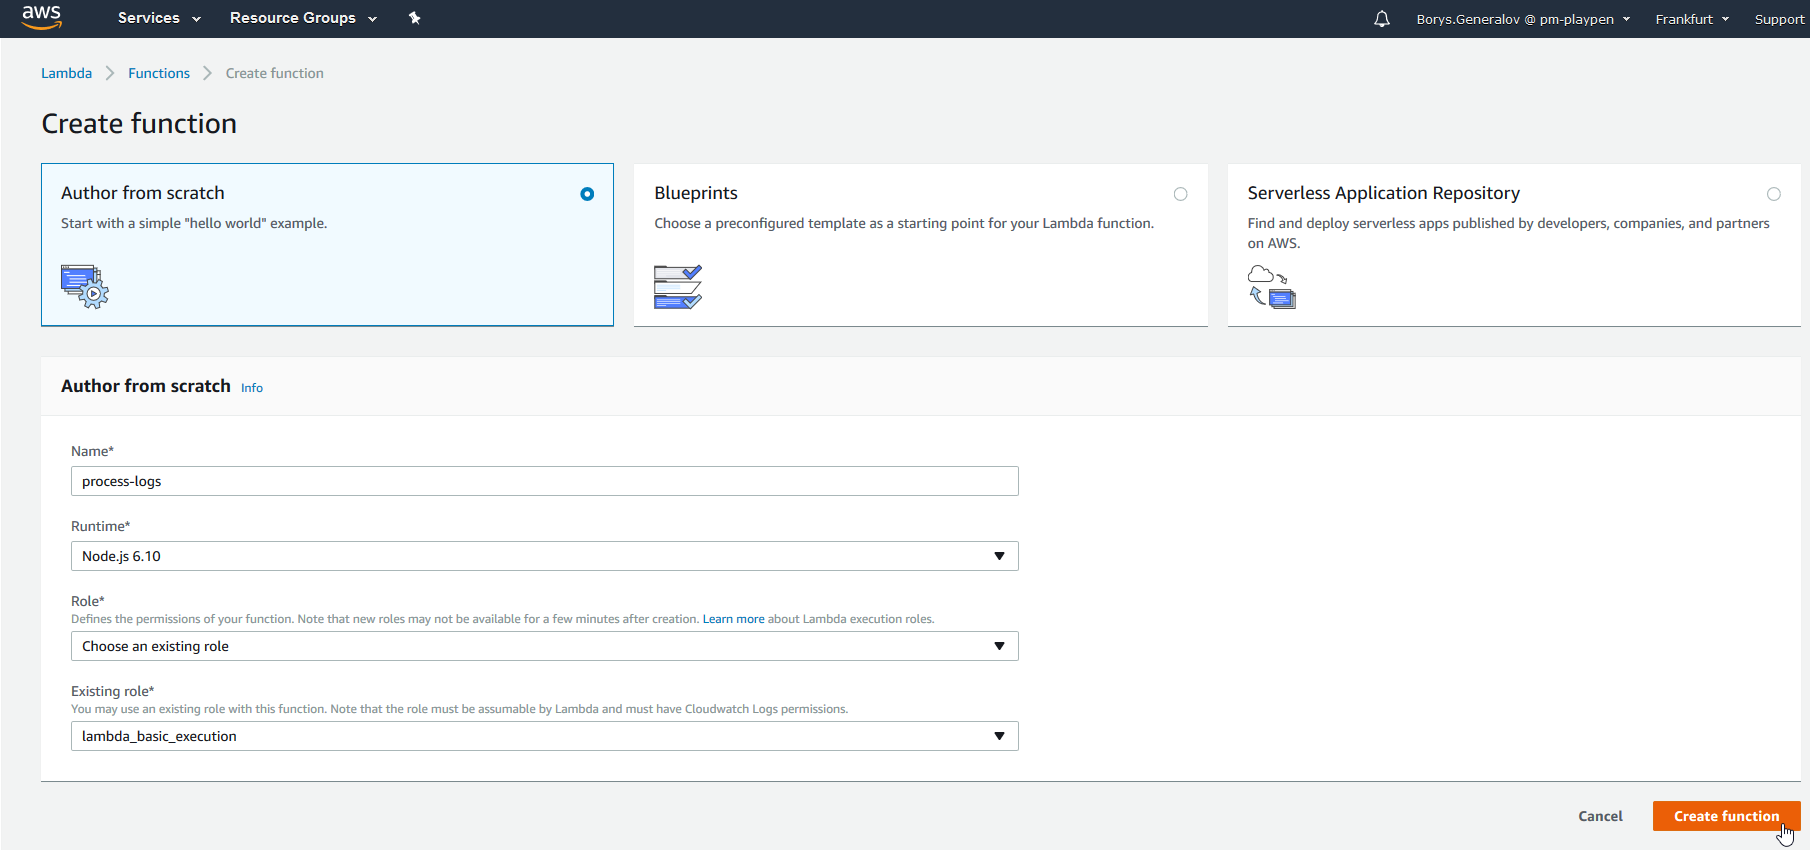 aws Services Resource Groups Borys.Generalov @ pm-playpen Frankfurt Support
Lambda Functions Create function
Create function
Author from scratch
Start with a simple "hello world" example.
Blueprints
Choose a preconfigured template as a starting point for your Lambda function.
Serverless Application Repository
Find and deploy serverless apps published by developers, companies, and partners
on AWS.
Author from scratch Info
Name*
process-logs
Runtime*
Node.js 6.10
Role*
Defines the permissions of your function. Note that new roles may not be available for a few minutes after creation. Learn more about Lambda execution roles.
Choose an existing role
Existing role*
You may use an existing role with this function. Note that the role must be assumable by Lambda and must have Cloudwatch Logs permissions.
lambda_basic_execution
Cancel Create function